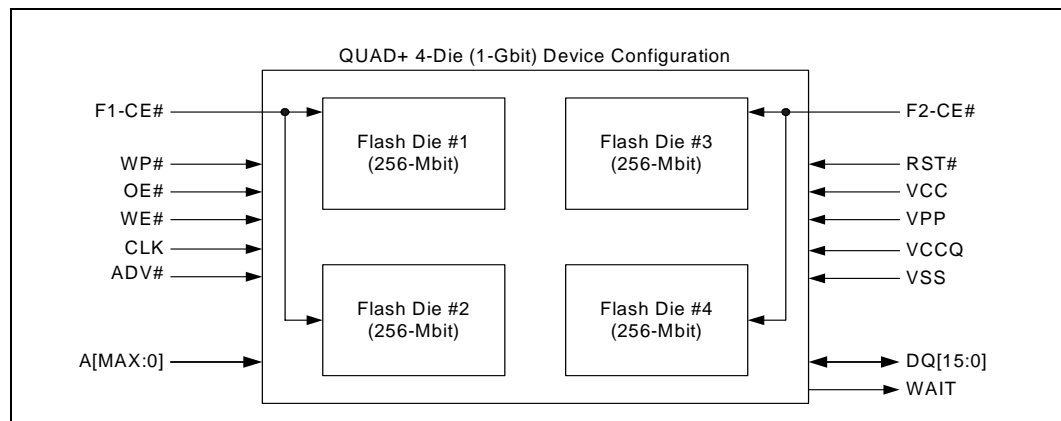 QUAD+ 4-Die (1-Gbit) Device Configuration
F1-CE#
F2-CE#
Flash Die #1
(256-Mbit)
Flash Die #3
(256-Mbit)
WP#
OE#
WE#
CLK
ADV#
RST#
VCC
VPP
VCCQ
VSS
Flash Die #2
(256-Mbit)
Flash Die #4
(256-Mbit)
A[MAX:0]
DQ[15:0]
WAIT